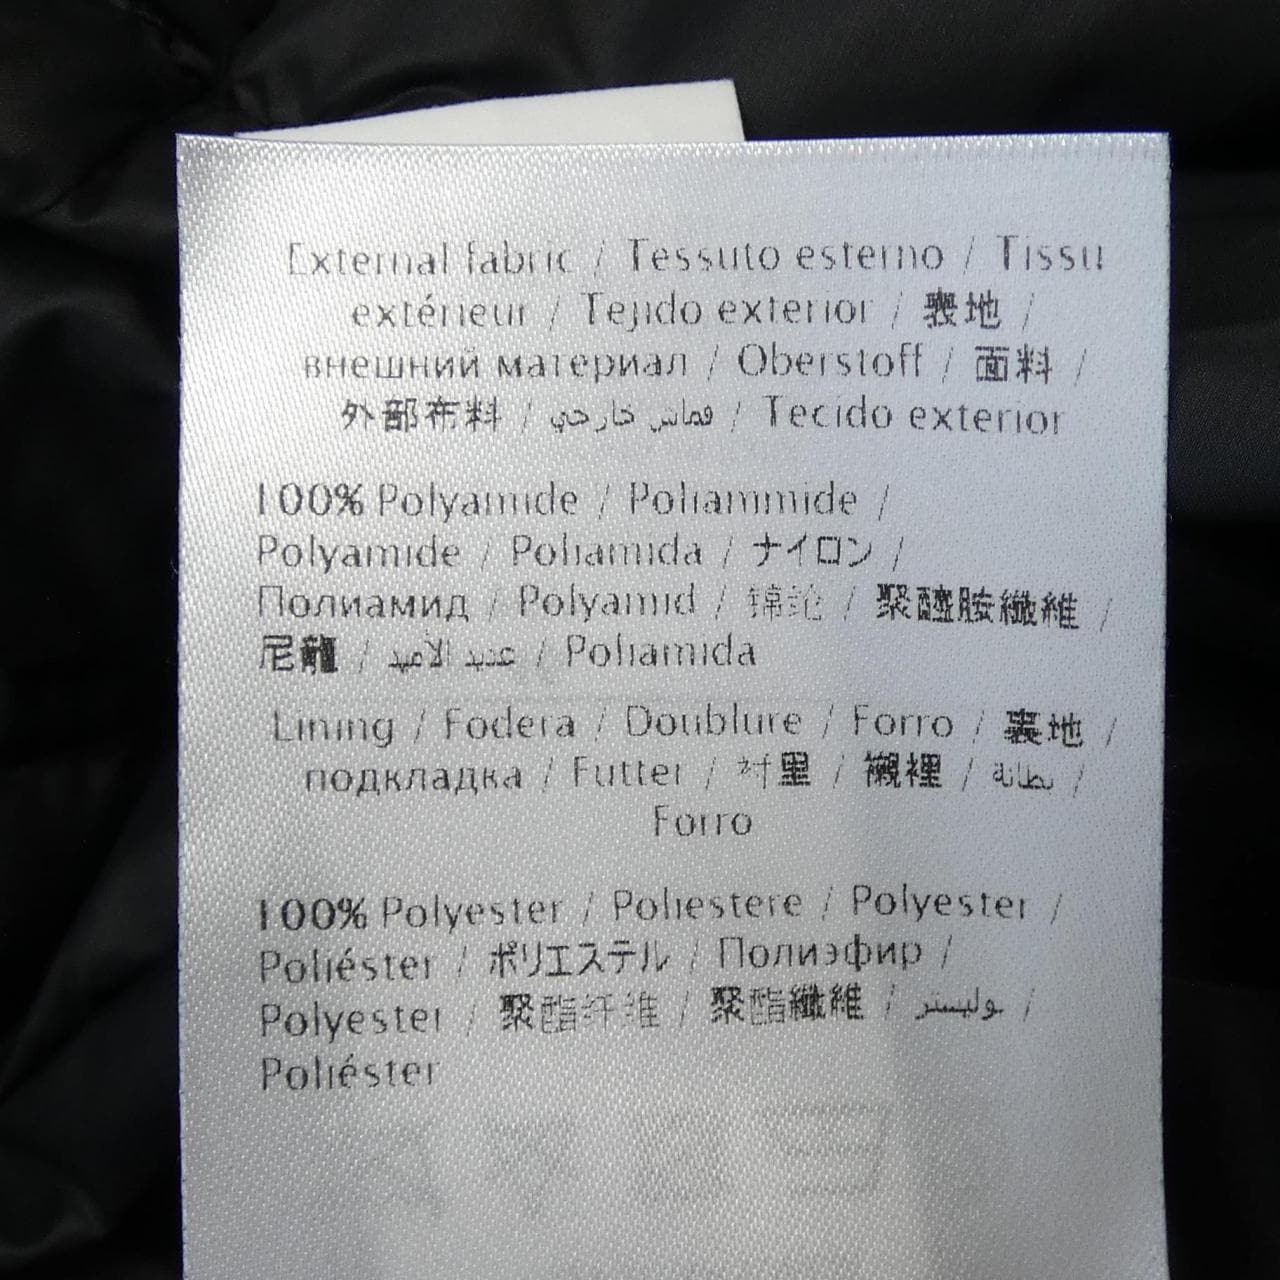 External fabric / Tessuto esterno / Tissu
extérieur / Tejido exterior / 表地 /
внешний материал / Oberstoff / 面料 /
外部布料 / قماش خارجي / Tecido exterior
100% Polyamide / Poliammide /
Polyamide / Poliamida / ナイロン /
Полиамид / Polyamid / 锦纶 / 聚醯胺纖維 /
尼龍 / عديد الأميد / Poliamida
Lining / Fodera / Doublure / Forro / 裏地 /
подкладка / Futter / 衬里 / 襯裡 / بطانة /
Forro
100% Polyester / Poliestere / Polyester /
Poliéster / ポリエステル / Полиэфир /
Polyester / 聚酯纤维 / 聚酯纖維 / بوليستر /
Poliéster